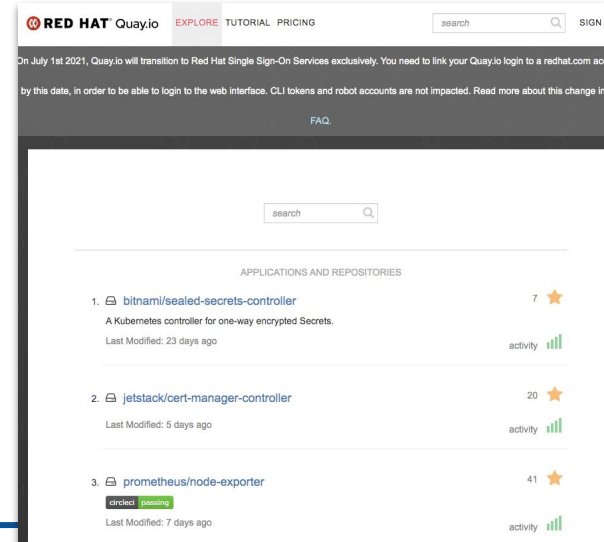 RED HAT Quay.io EXPLORE TUTORIAL PRICING search SIGN
On July 1st 2021, Quay.io will transition to Red Hat Single Sign-On Services exclusively. You need to link your Quay.io login to a redhat.com
by this date, in order to be able to login to the web interface. CLI tokens and robot accounts are not impacted. Read more about this change in
FAQ.
search
APPLICATIONS AND REPOSITORIES
1. bitnami/sealed-secrets-controller 7
A Kubernetes controller for one-way encrypted Secrets.
Last Modified: 23 days ago activity
2. jetstack/cert-manager-controller 20
Last Modified: 5 days ago activity
3. prometheus/node-exporter 41
circleci passing
Last Modified: 7 days ago activity